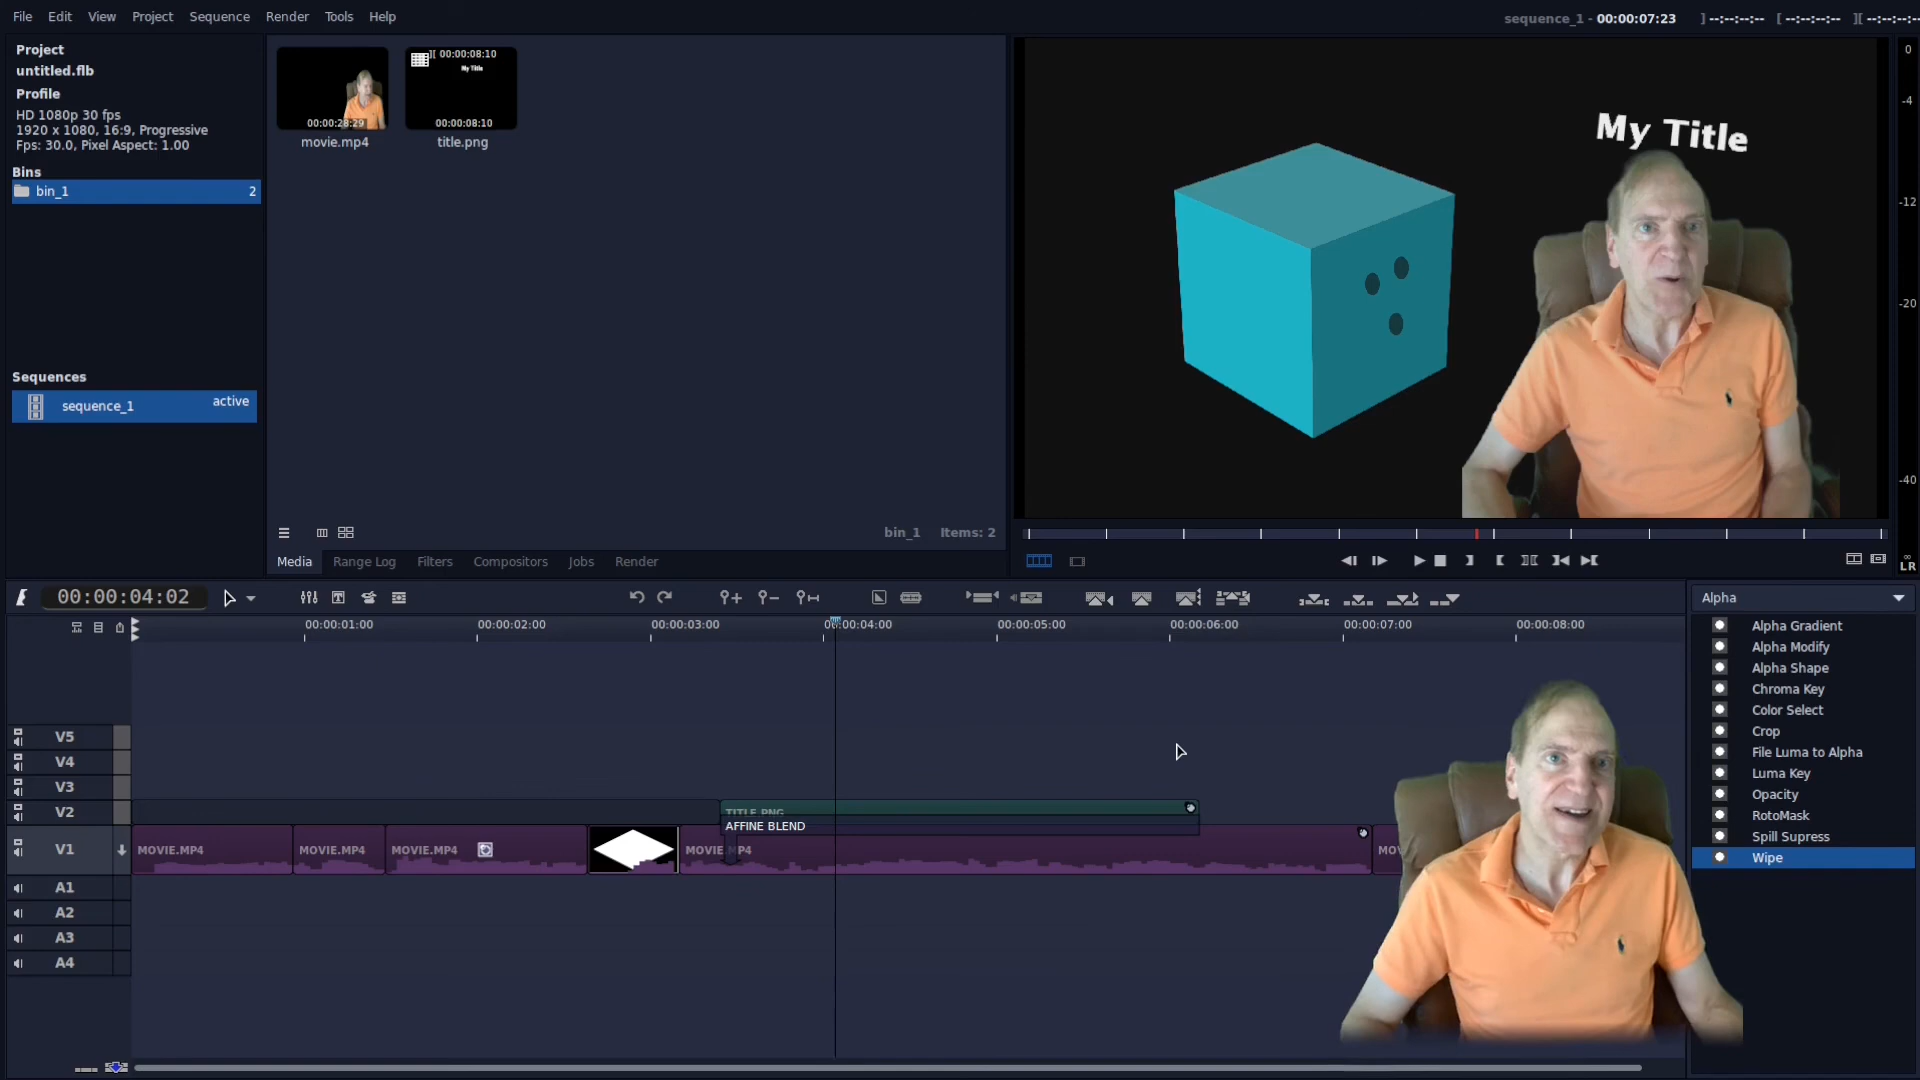 File Edit View Project Sequence Render Tools Help
sequence_1 - 00:00:07:23 ] --:--:--:-- [ --:--:--:-- ][ --:--:--:--
Project
untitled.flb
Profile
HD 1080p 30 fps
1920 x 1080, 16:9, Progressive
Fps: 30.0, Pixel Aspect: 1.00
Bins
bin_1 2
Sequences
sequence_1 active
00:00:28:29
movie.mp4
][ 00:00:08:10
My Title
00:00:08:10
title.png
bin_1 Items: 2
Media Range Log Filters Compositors Jobs Render
My Title
0
-4
-12
-20
-40
∞
LR
00:00:04:02
00:00:01:00 00:00:02:00 00:00:03:00 00:00:04:00 00:00:05:00 00:00:06:00 00:00:07:00 00:00:08:00
V5
V4
V3
V2
TITLE.PNG
AFFINE BLEND
V1
MOVIE.MP4 MOVIE.MP4 MOVIE.MP4 MOVIE.MP4
A1
A2
A3
A4
Alpha
Alpha Gradient
Alpha Modify
Alpha Shape
Chroma Key
Color Select
Crop
File Luma to Alpha
Luma Key
Opacity
RotoMask
Spill Supress
Wipe